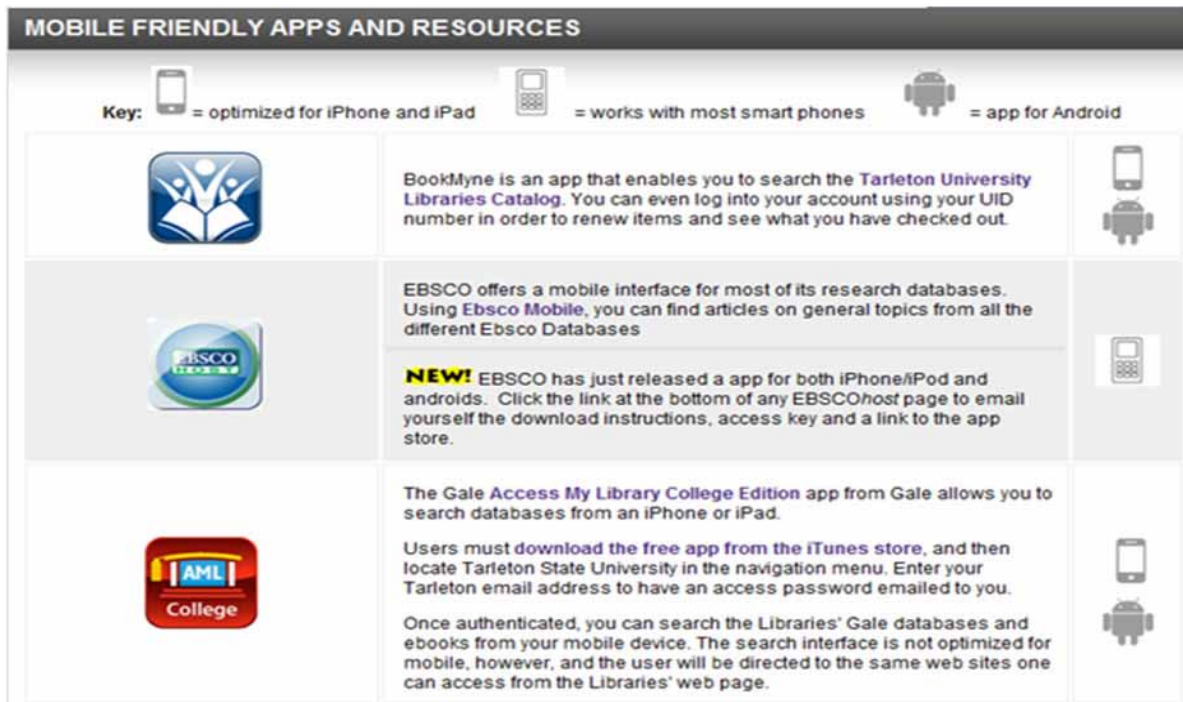 MOBILE FRIENDLY APPS AND RESOURCES
Key: = optimized for iPhone and iPad = works with most smart phones = app for Android
BookMyne is an app that enables you to search the Tarleton University
Libraries Catalog. You can even log into your account using your UID
number in order to renew items and see what you have checked out.
EBSCO
HOST
EBSCO offers a mobile interface for most of its research databases.
Using Ebsco Mobile, you can find articles on general topics from all the
different Ebsco Databases
NEW! EBSCO has just released a app for both iPhone/iPod and
androids. Click the link at the bottom of any EBSCOhost page to email
yourself the download instructions, access key and a link to the app
store.
AML
College
The Gale Access My Library College Edition app from Gale allows you to
search databases from an iPhone or iPad.
Users must download the free app from the iTunes store, and then
locate Tarleton State University in the navigation menu. Enter your
Tarleton email address to have an access password emailed to you.
Once authenticated, you can search the Libraries' Gale databases and
ebooks from your mobile device. The search interface is not optimized for
mobile, however, and the user will be directed to the same web sites one
can access from the Libraries' web page.